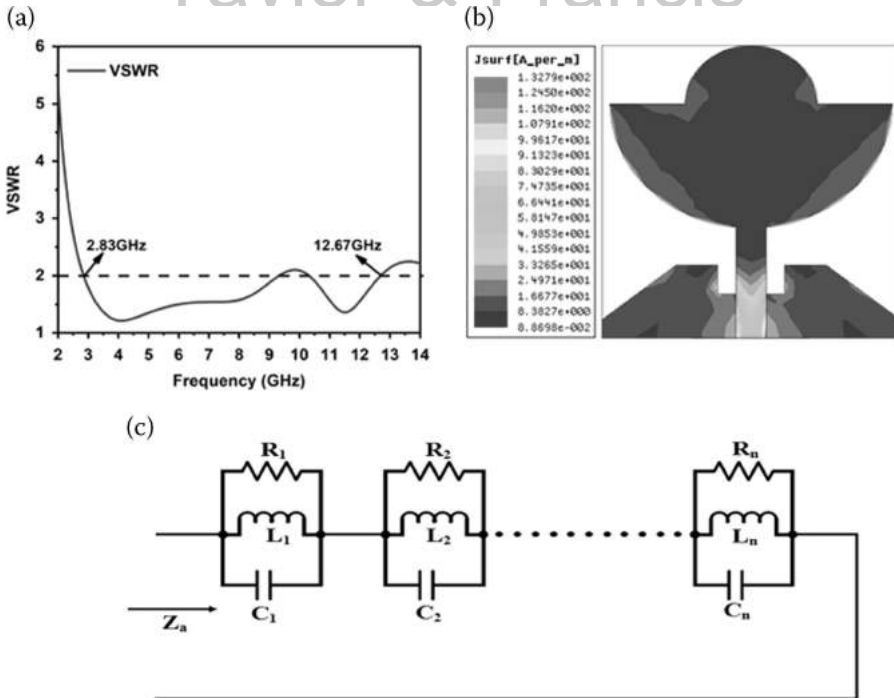 Taylor & Francis
(a)
(b)
6
5
4
3
2
1
VSWR
VSWR
2.83GHz
12.67GHz
2 3 4 5 6 7 8 9 10 11 12 13 14
Frequency (GHz)
Jsurf[A_per_m]
1.3279e+002
1.2450e+002
1.1620e+002
1.0791e+002
9.9617e+001
9.1323e+001
8.3029e+001
7.4735e+001
6.6441e+001
5.8147e+001
4.9853e+001
4.1559e+001
3.3265e+001
2.4971e+001
1.6677e+001
8.3827e+000
8.8698e-002
(c)
R1 R2 Rn
L1 L2 Ln
C1 C2 Cn
Za